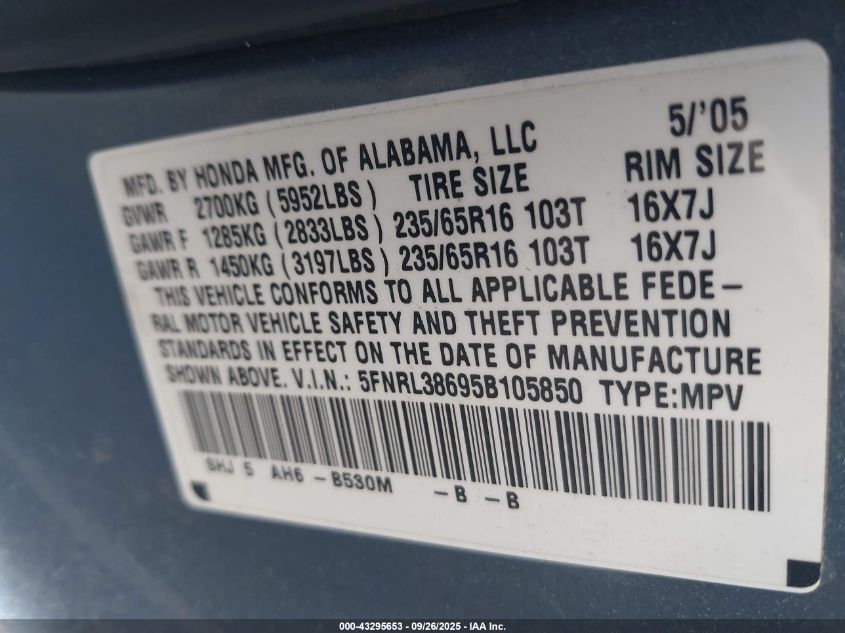 5/'05
MFD. BY HONDA MFG. OF ALABAMA, LLC
GVWR 2700KG (5952LBS) TIRE SIZE RIM SIZE
GAWR F 1285KG (2833LBS) 235/65R16 103T 16X7J
GAWR R 1450KG (3197LBS) 235/65R16 103T 16X7J
THIS VEHICLE CONFORMS TO ALL APPLICABLE FEDE-
RAL MOTOR VEHICLE SAFETY AND THEFT PREVENTION
STANDARDS IN EFFECT ON THE DATE OF MANUFACTURE
SHOWN ABOVE. V.I.N.: 5FNRL38695B105850 TYPE:MPV
SHJ 5 AH6 -B530M -B -B
000-43295653 - 09/26/2025 - IAA Inc.